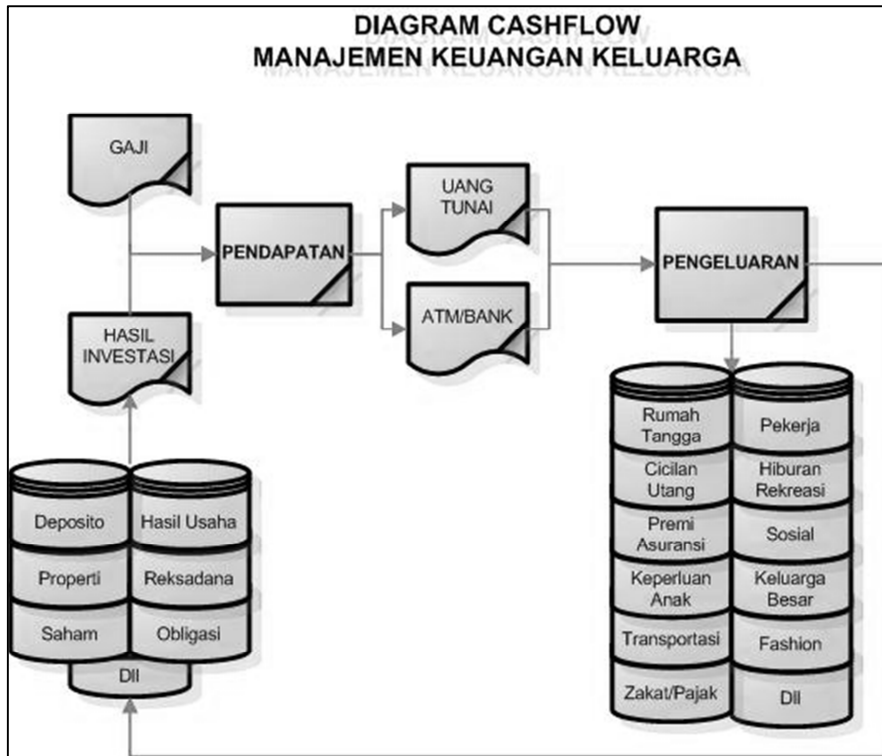 DIAGRAM CASHFLOW
MANAJEMEN KEUANGAN KELUARGA
GAJI
UANG
TUNAI
PENDAPATAN
PENGELUARAN
HASIL
INVESTASI
ATM/BANK
Rumah
Tangga
Pekerja
Cicilan
Utang
Hiburan
Rekreasi
Deposito
Hasil Usaha
Premi
Asuransi
Sosial
Properti
Reksadana
Keperluan
Anak
Keluarga
Besar
Saham
Obligasi
Transportasi
Fashion
Dll
Zakat/Pajak
Dll